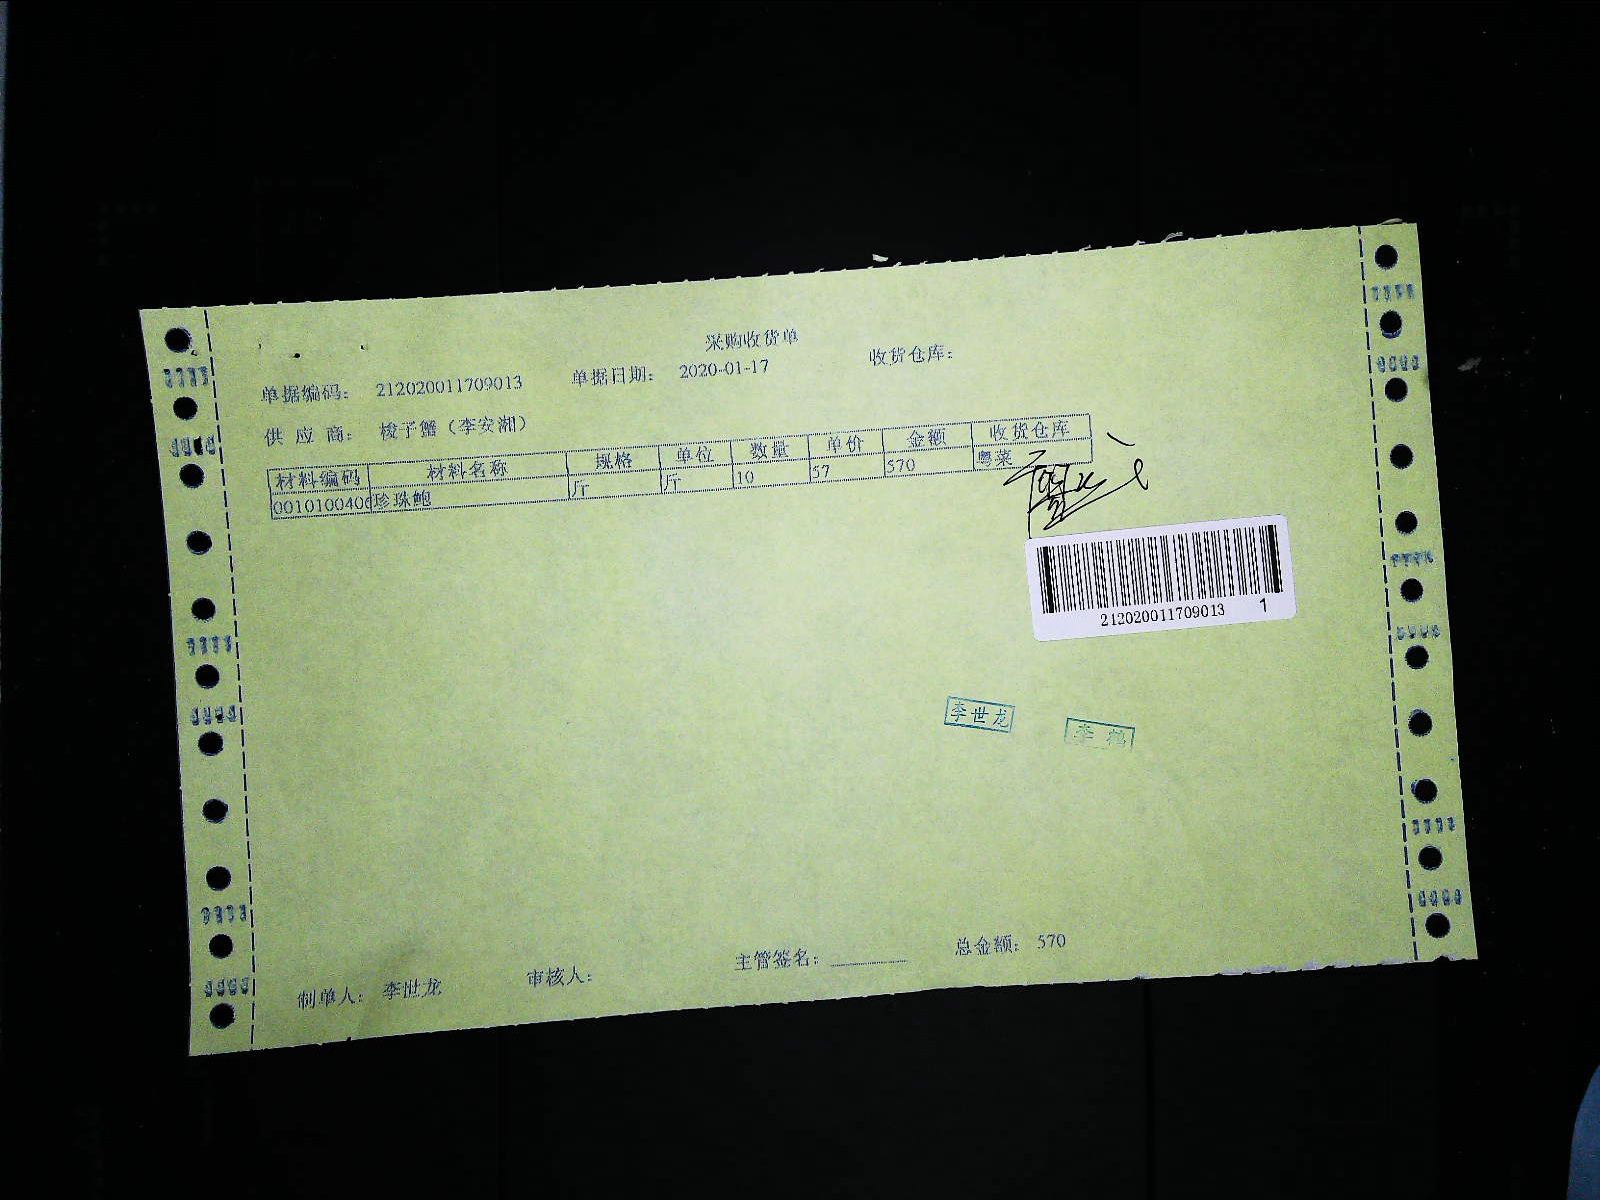 采购收货单
单据编码： 212020011709013 单据日期： 2020-01-17 收货仓库：
供 应 商： 梭子蟹（李安湘）
材料编码 材料名称 规格 单位 数量 单价 金额 收货仓库
0010100406 珍珠鲍 斤 斤 10 57 570 粤菜
212020011709013 1
李世龙
李
制单人： 李世龙 审核人： 主管签名： 总金额： 570